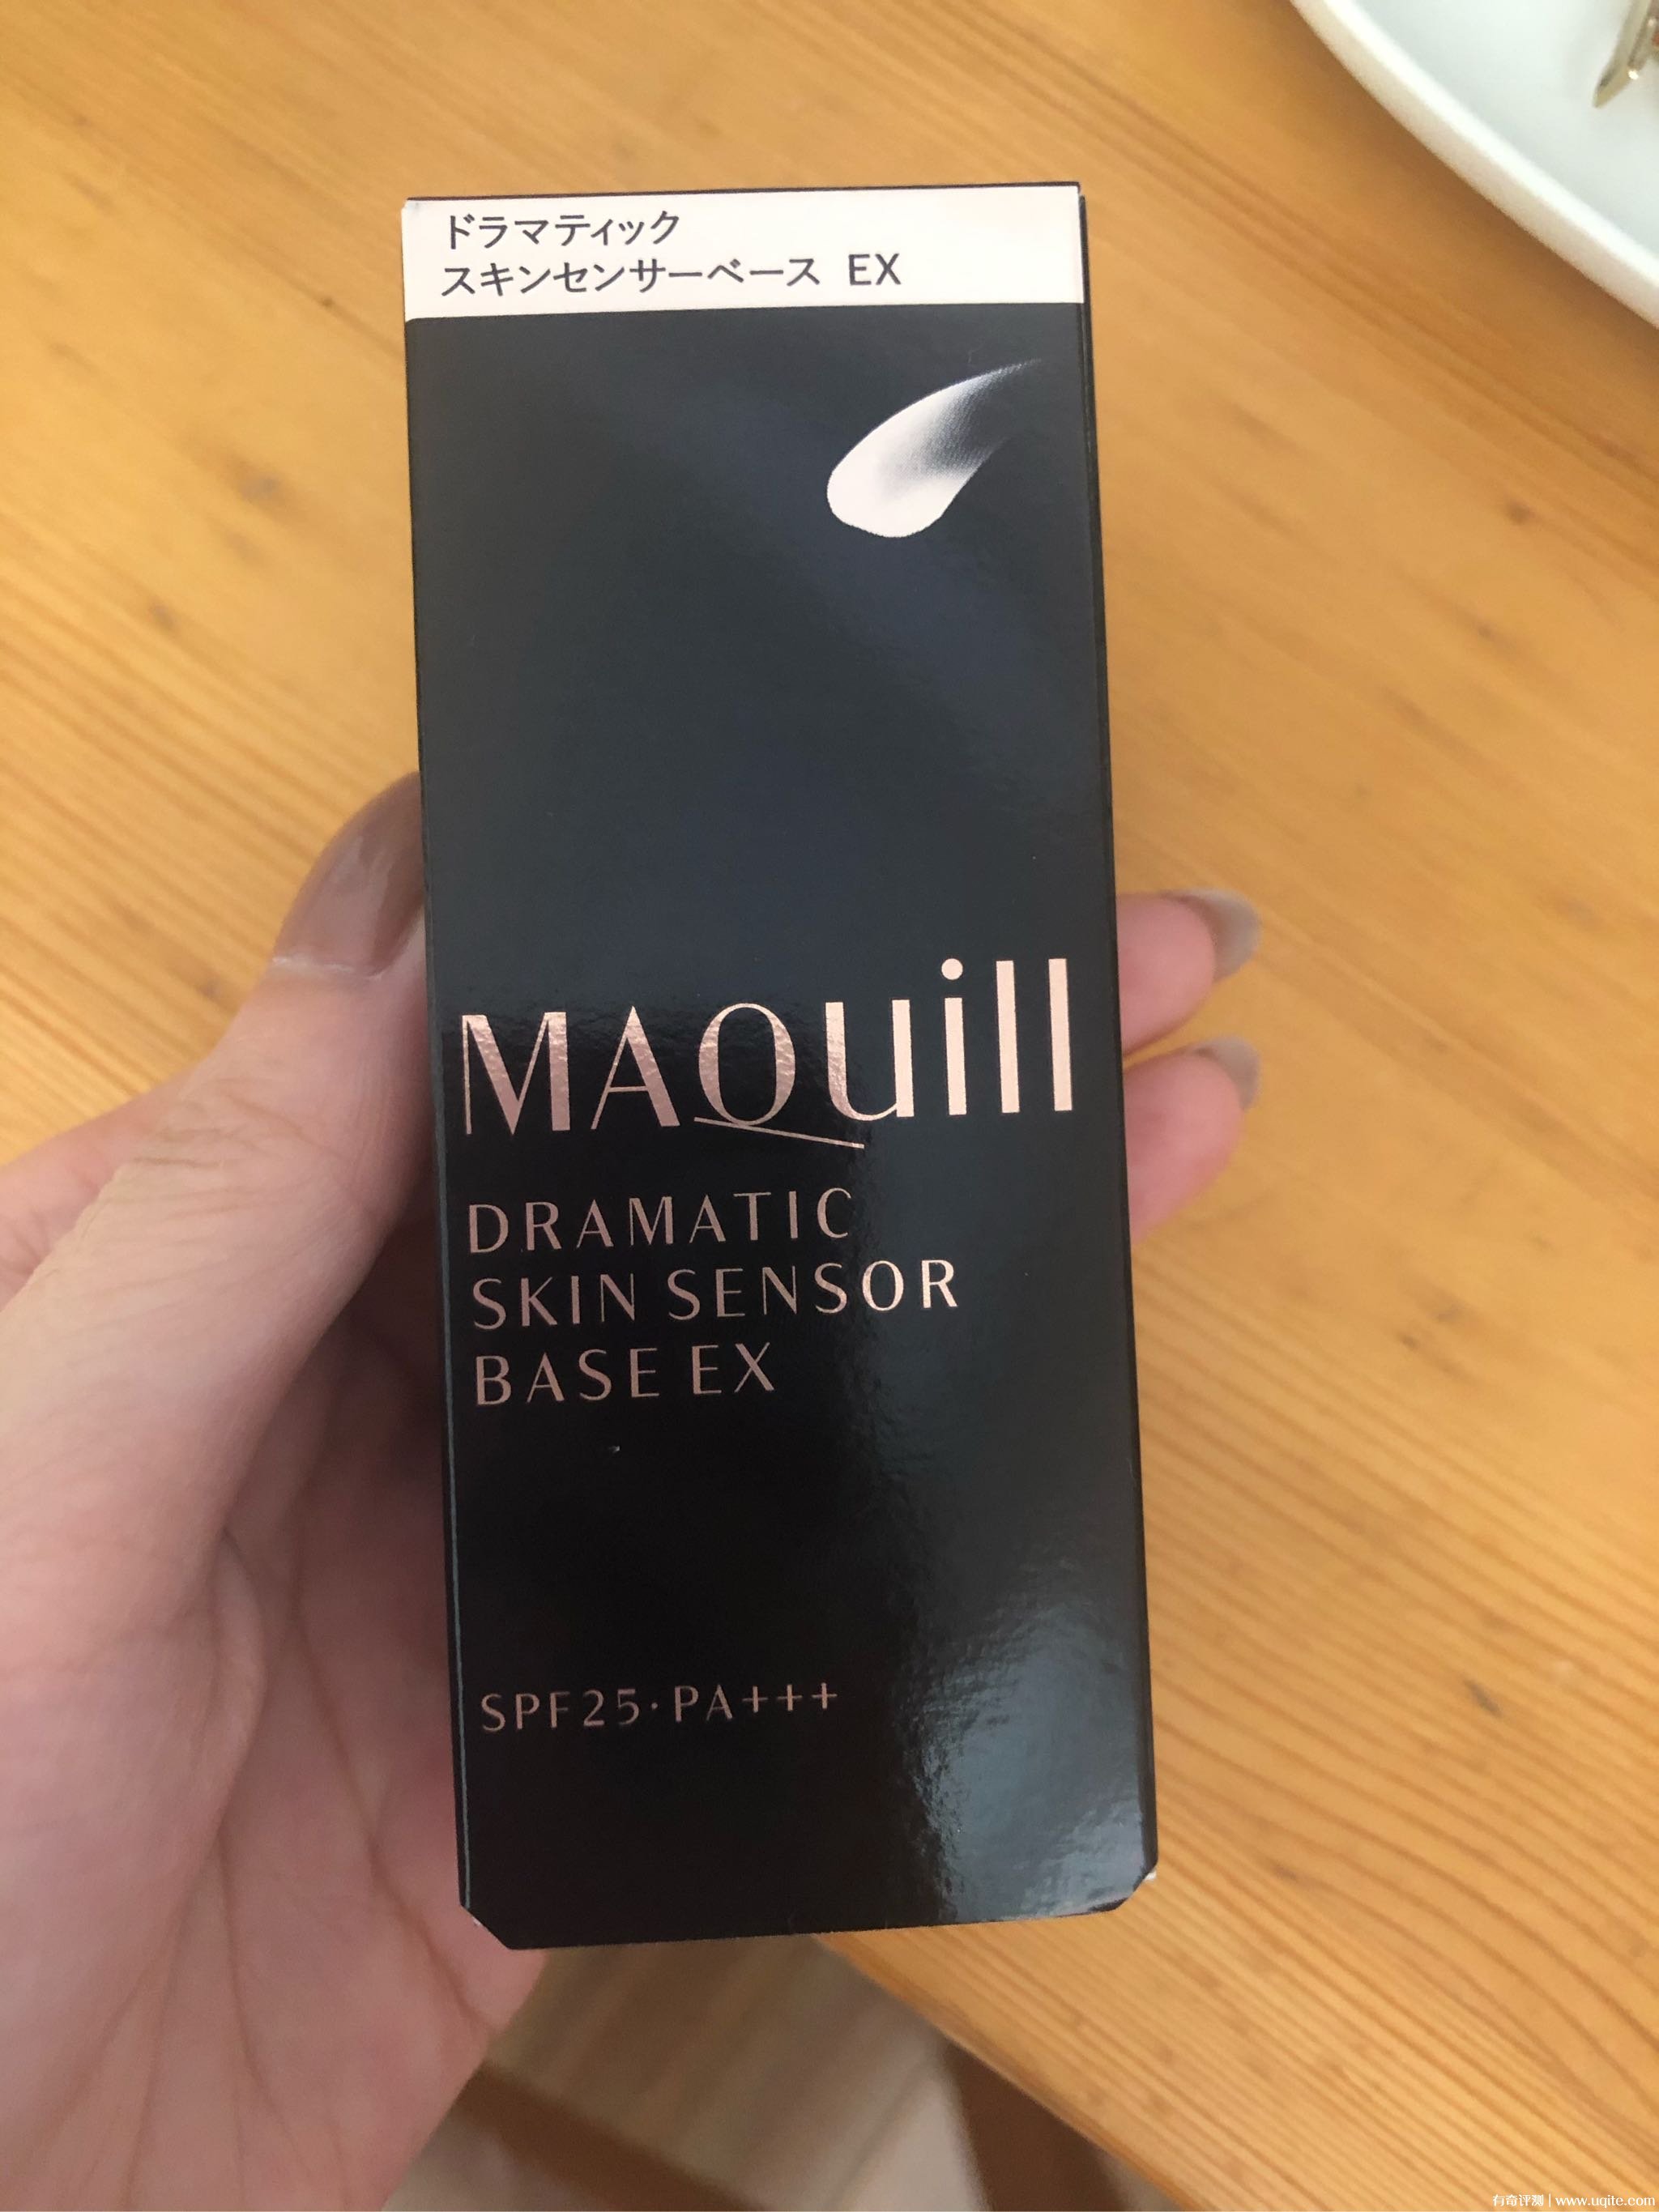 ドラマティック
スキンセンサーベース EX
MAQuill
DRAMATIC
SKIN SENSOR
BASE EX
SPF25·PA+++
有奇评测 | www.uqite.com